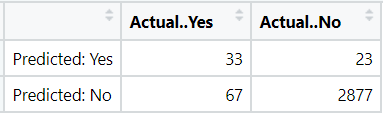 Actual..Yes Actual..No
Predicted: Yes 33 23
Predicted: No 67 2877